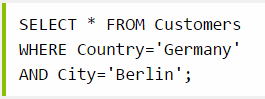 SELECT * FROM Customers
WHERE Country='Germany'
AND City='Berlin';